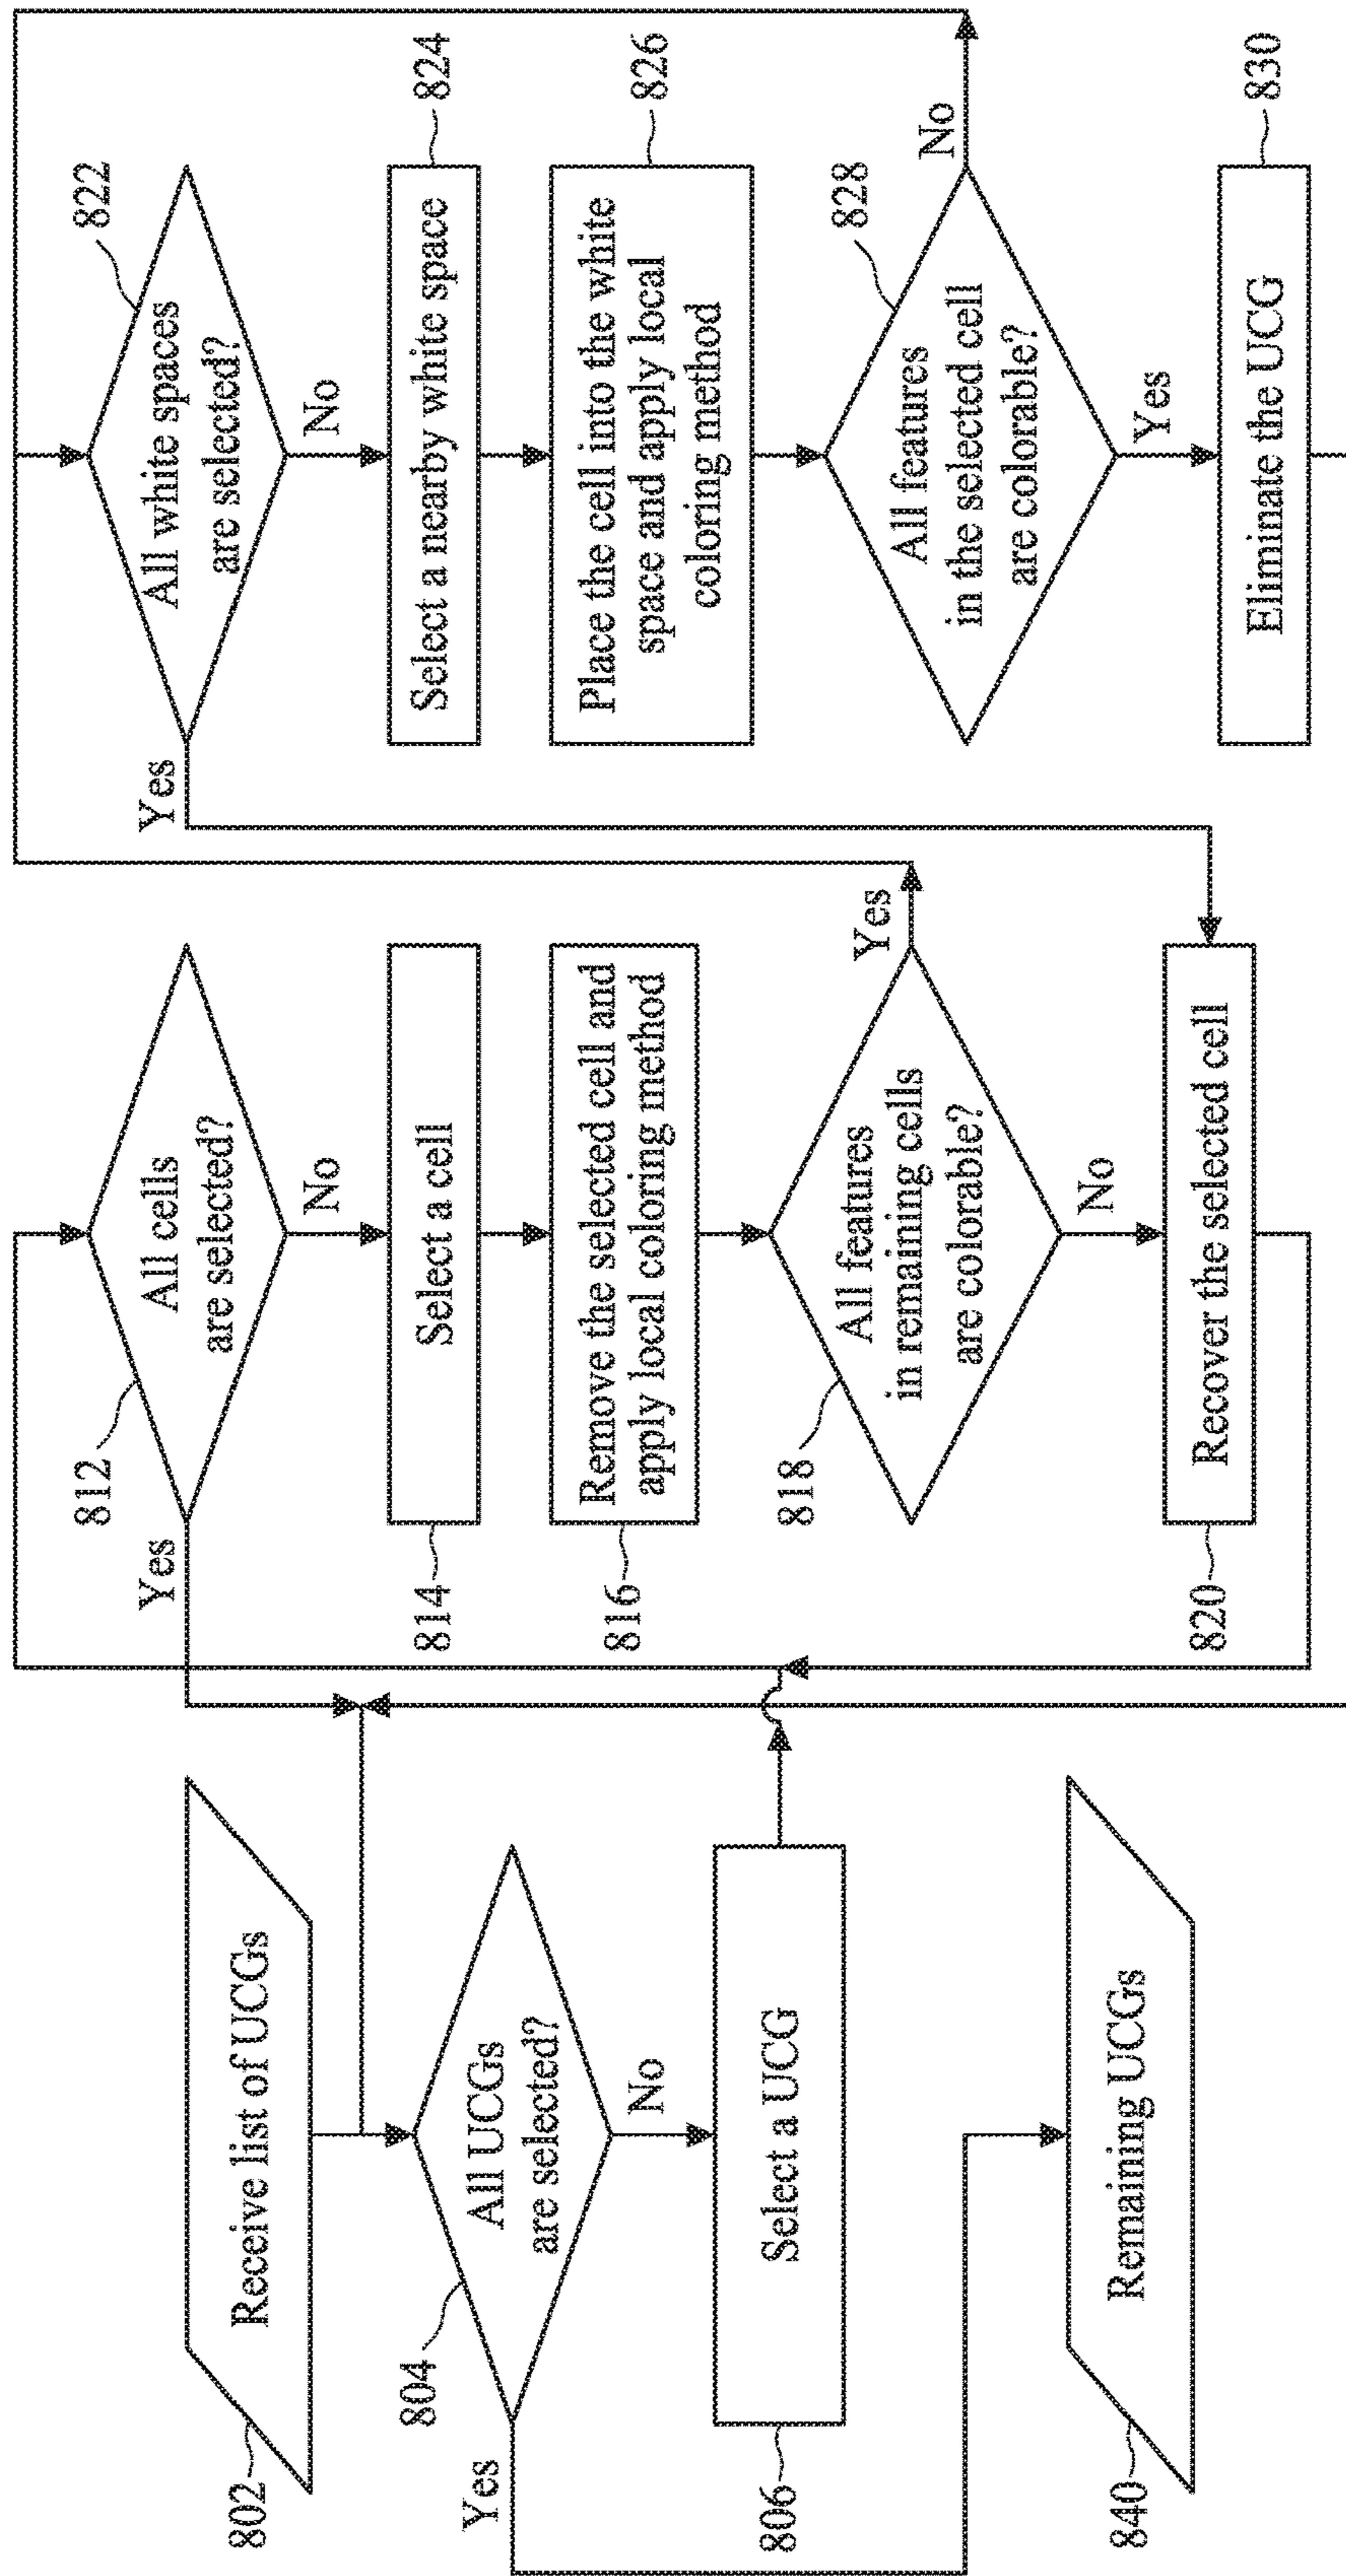 802
Receive list of UCGs
804
All UCGs
are selected?
Yes
No
806
Select a UCG
840
Remaining UCGs
812
All cells
are selected?
Yes
No
814
Select a cell
816
Remove the selected cell and
apply local coloring method
818
All features
in remaining cells
are colorable?
Yes
No
820
Recover the selected cell
822
All white spaces
are selected?
Yes
No
824
Select a nearby white space
826
Place the cell into the white
space and apply local
coloring method
828
All features
in the selected cell
are colorable?
No
Yes
830
Eliminate the UCG